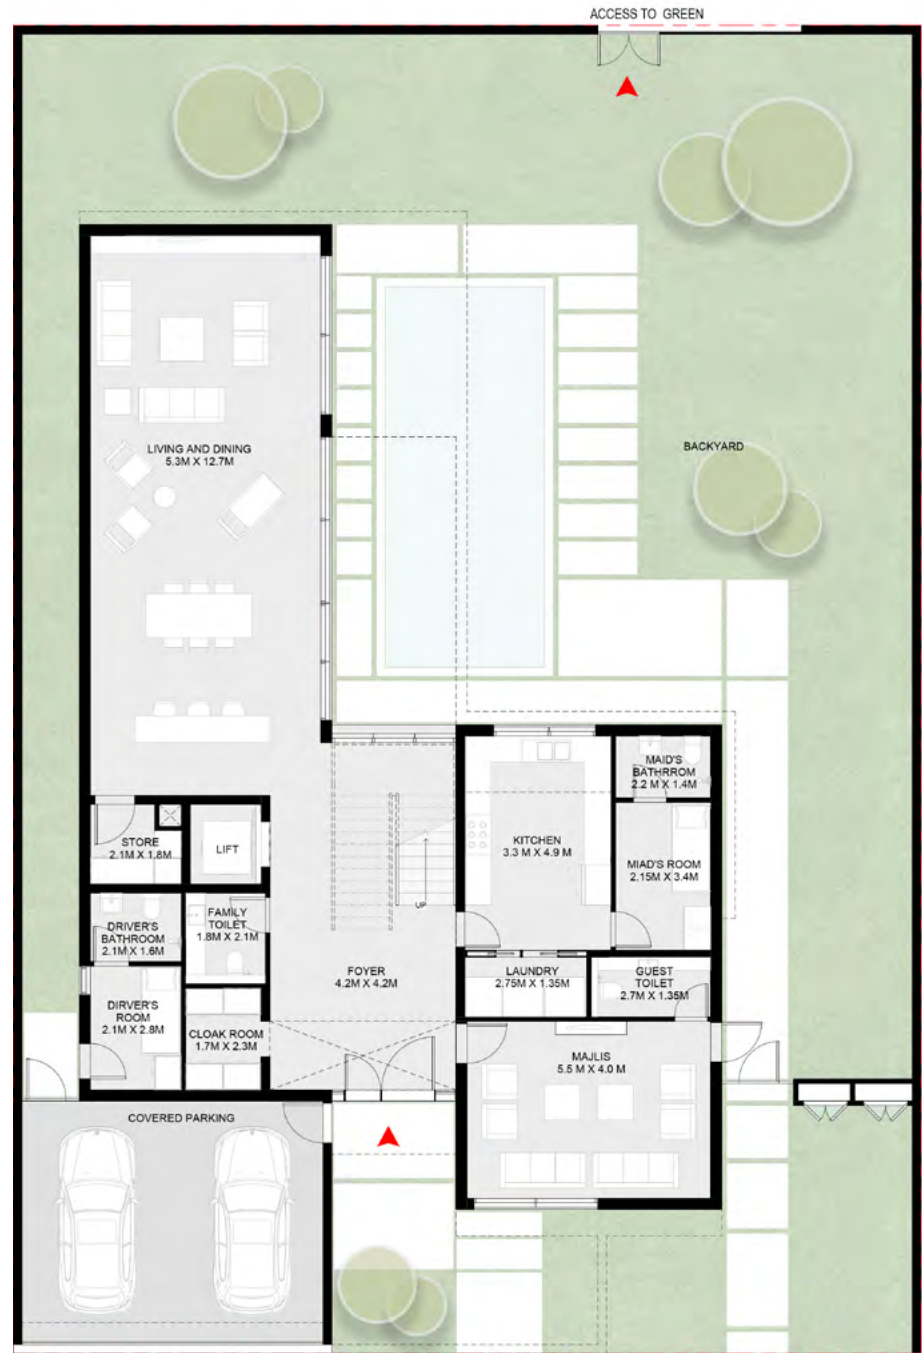 ACCESS TO GREEN
LIVING AND DINING
5.3M X 12.7M
BACKYARD
STORE
2.1M X 1.8M
LIFT
KITCHEN
3.3 M X 4.9 M
MAID'S
BATHRROM
2.2 M X 1.4M
MIAD'S ROOM
2.15M X 3.4M
UP
DRIVER'S
BATHROOM
2.1M X 1.6M
FAMILY
TOILET
1.8M X 2.1M
FOYER
4.2M X 4.2M
LAUNDRY
2.75M X 1.35M
GUEST
TOILET
2.7M X 1.35M
DIRVER'S
ROOM
2.1M X 2.8M
CLOAK ROOM
1.7M X 2.3M
MAJLIS
5.5 M X 4.0 M
COVERED PARKING